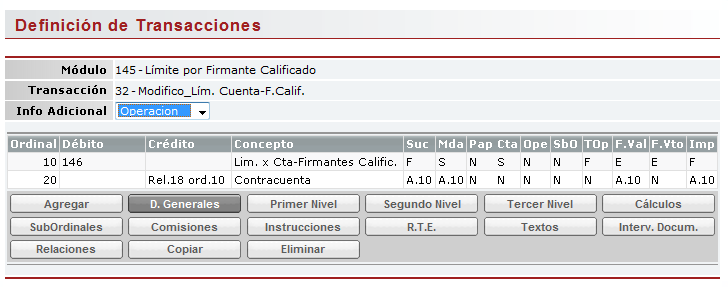 Definición de Transacciones
Módulo 145 - Límite por Firmante Calificado
Transacción 32 - Modifico_Lím. Cuenta-F.Calif.
Info Adicional Operacion
Ordinal Débito Crédito Concepto Suc Mda Pap Cta Ope SbO TOp F.Val F.Vto Imp
10 146 Lim. x Cta-Firmantes Calific. F S N S N N F E E F
20 Rel.18 ord.10 Contracuenta A.10 A.10 N N N N N A.10 N A.10
Agregar D. Generales Primer Nivel Segundo Nivel Tercer Nivel Cálculos
SubOrdinales Comisiones Instrucciones R.T.E. Textos Interv. Docum.
Relaciones Copiar Eliminar